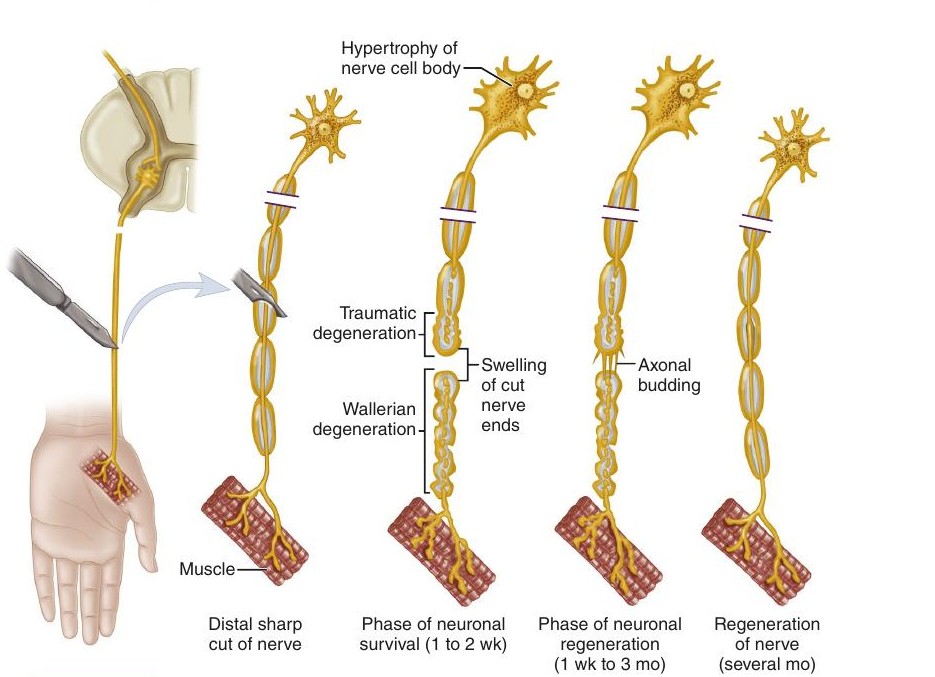 Hypertrophy of
nerve cell body
Traumatic
degeneration
Swelling
of cut
nerve
ends
Axonal
budding
Wallerian
degeneration
Muscle
Distal sharp
cut of nerve
Phase of neuronal
survival (1 to 2 wk)
Phase of neuronal
regeneration
(1 wk to 3 mo)
Regeneration
of nerve
(several mo)